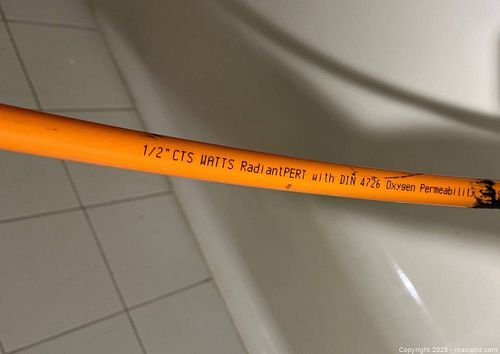 1/2" CTS WATTS RadiantPERT with DIN 4726 Oxygen Permeability
Copyright 2025 - maxsold.com